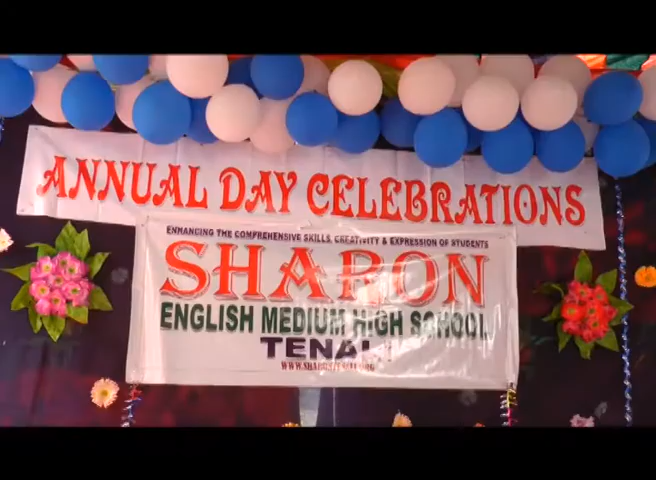 ANNUAL DAY CELEBRATIONS
ENHANCING THE COMPREHENSIVE SKILLS, CREATIVITY & EXPRESSION OF STUDENTS
SHARON
ENGLISH MEDIUM HIGH SCHOOL
TENALI